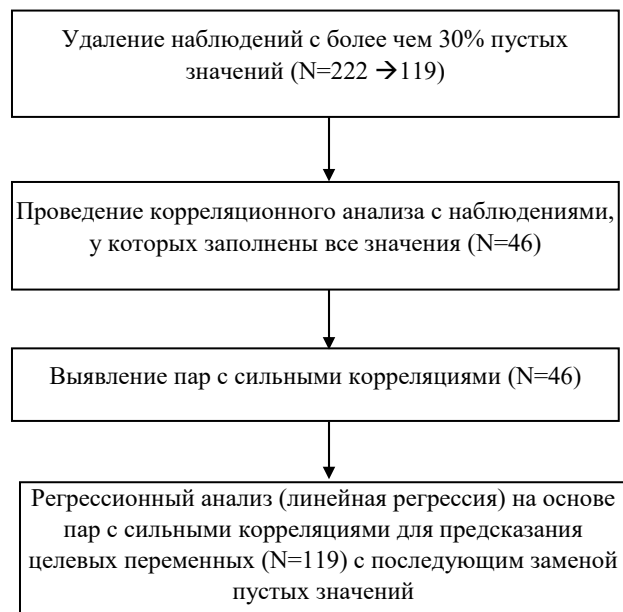 Удаление наблюдений с более чем 30% пустых
значений (N=222 →119)
Проведение корреляционного анализа с наблюдениями,
у которых заполнены все значения (N=46)
Выявление пар с сильными корреляциями (N=46)
Регрессионный анализ (линейная регрессия) на основе
пар с сильными корреляциями для предсказания
целевых переменных (N=119) с последующим заменой
пустых значений